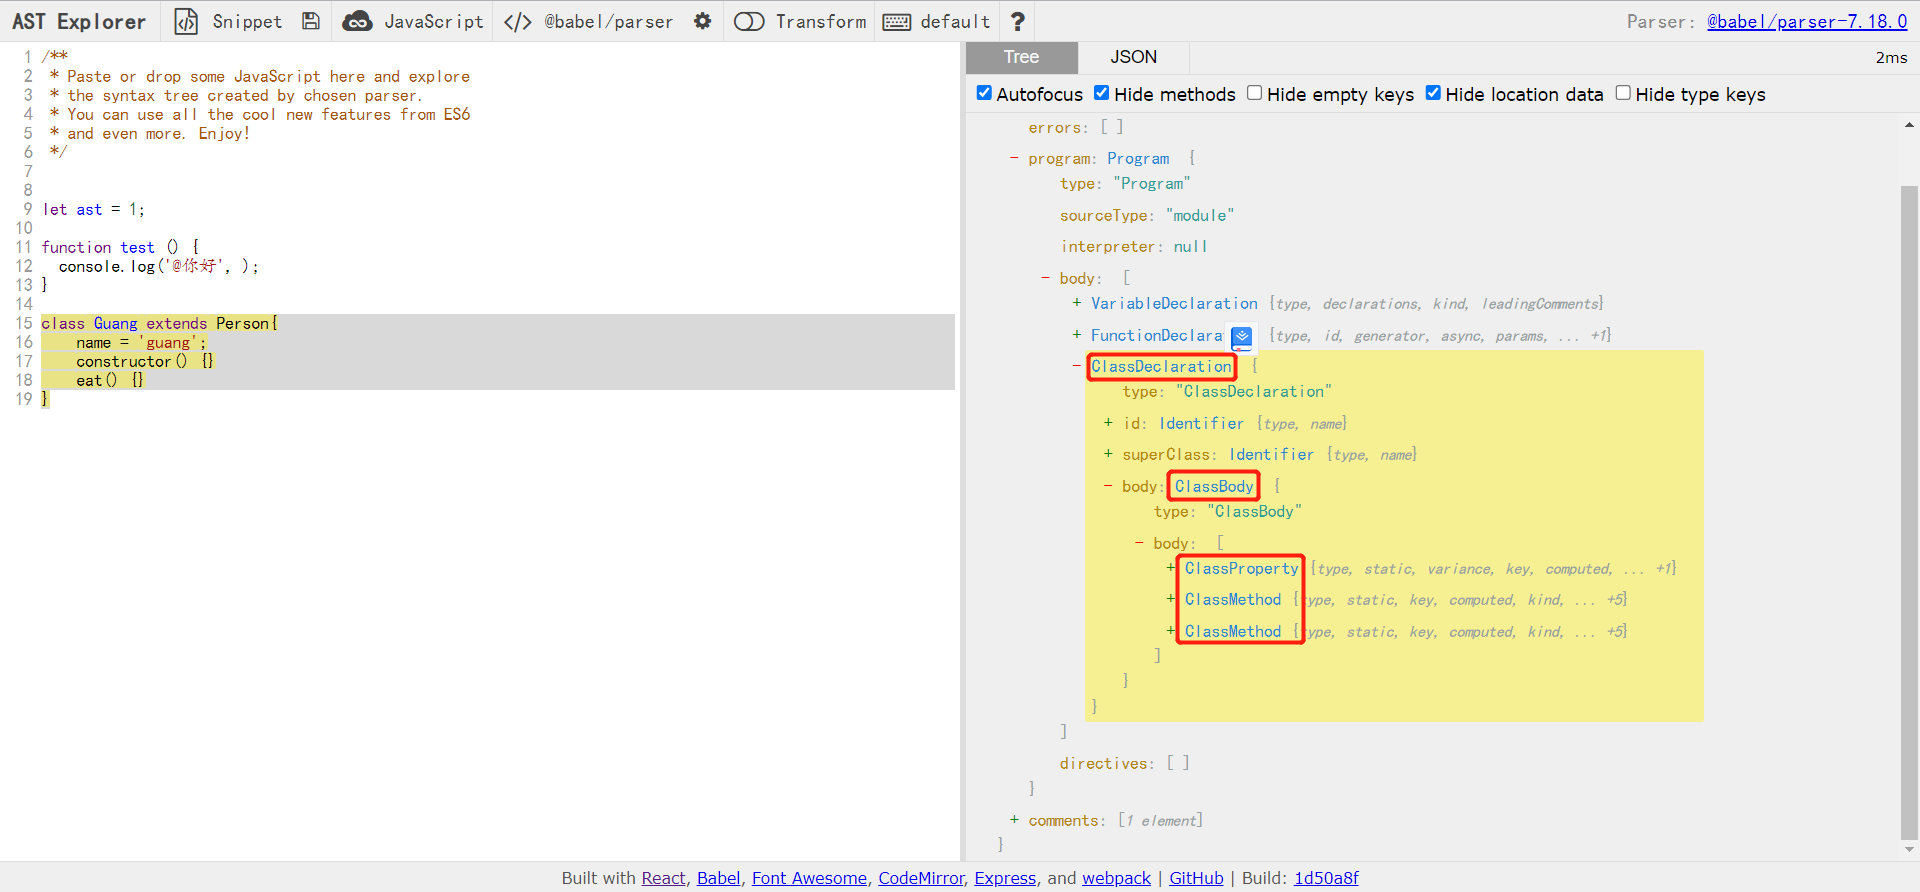 AST Explorer Snippet JavaScript </> @babel/parser Transform default ? Parser: @babel/parser-7.18.0
1 /**
2 * Paste or drop some JavaScript here and explore
3 * the syntax tree created by chosen parser.
4 * You can use all the cool new features from ES6
5 * and even more. Enjoy!
6 */
7
8
9 let ast = 1;
10
11 function test () {
12 console.log('@你好', );
13 }
14
15 class Guang extends Person{
16 name = 'guang';
17 constructor() {}
18 eat() {}
19 }
Tree JSON 2ms
Autofocus Hide methods Hide empty keys Hide location data Hide type keys
errors: [ ]
- program: Program {
type: "Program"
sourceType: "module"
interpreter: null
- body: [
+ VariableDeclaration {type, declarations, kind, leadingComments}
+ FunctionDeclarat {type, id, generator, async, params, ... +1}
- ClassDeclaration {
type: "ClassDeclaration"
+ id: Identifier {type, name}
+ superClass: Identifier {type, name}
- body: ClassBody {
type: "ClassBody"
- body: [
+ ClassProperty {type, static, variance, key, computed, ... +1}
+ ClassMethod {type, static, key, computed, kind, ... +5}
+ ClassMethod {type, static, key, computed, kind, ... +5}
]
}
}
]
directives: [ ]
}
+ comments: [1 element]
}
Built with React, Babel, Font Awesome, CodeMirror, Express, and webpack | GitHub | Build: 1d50a8f